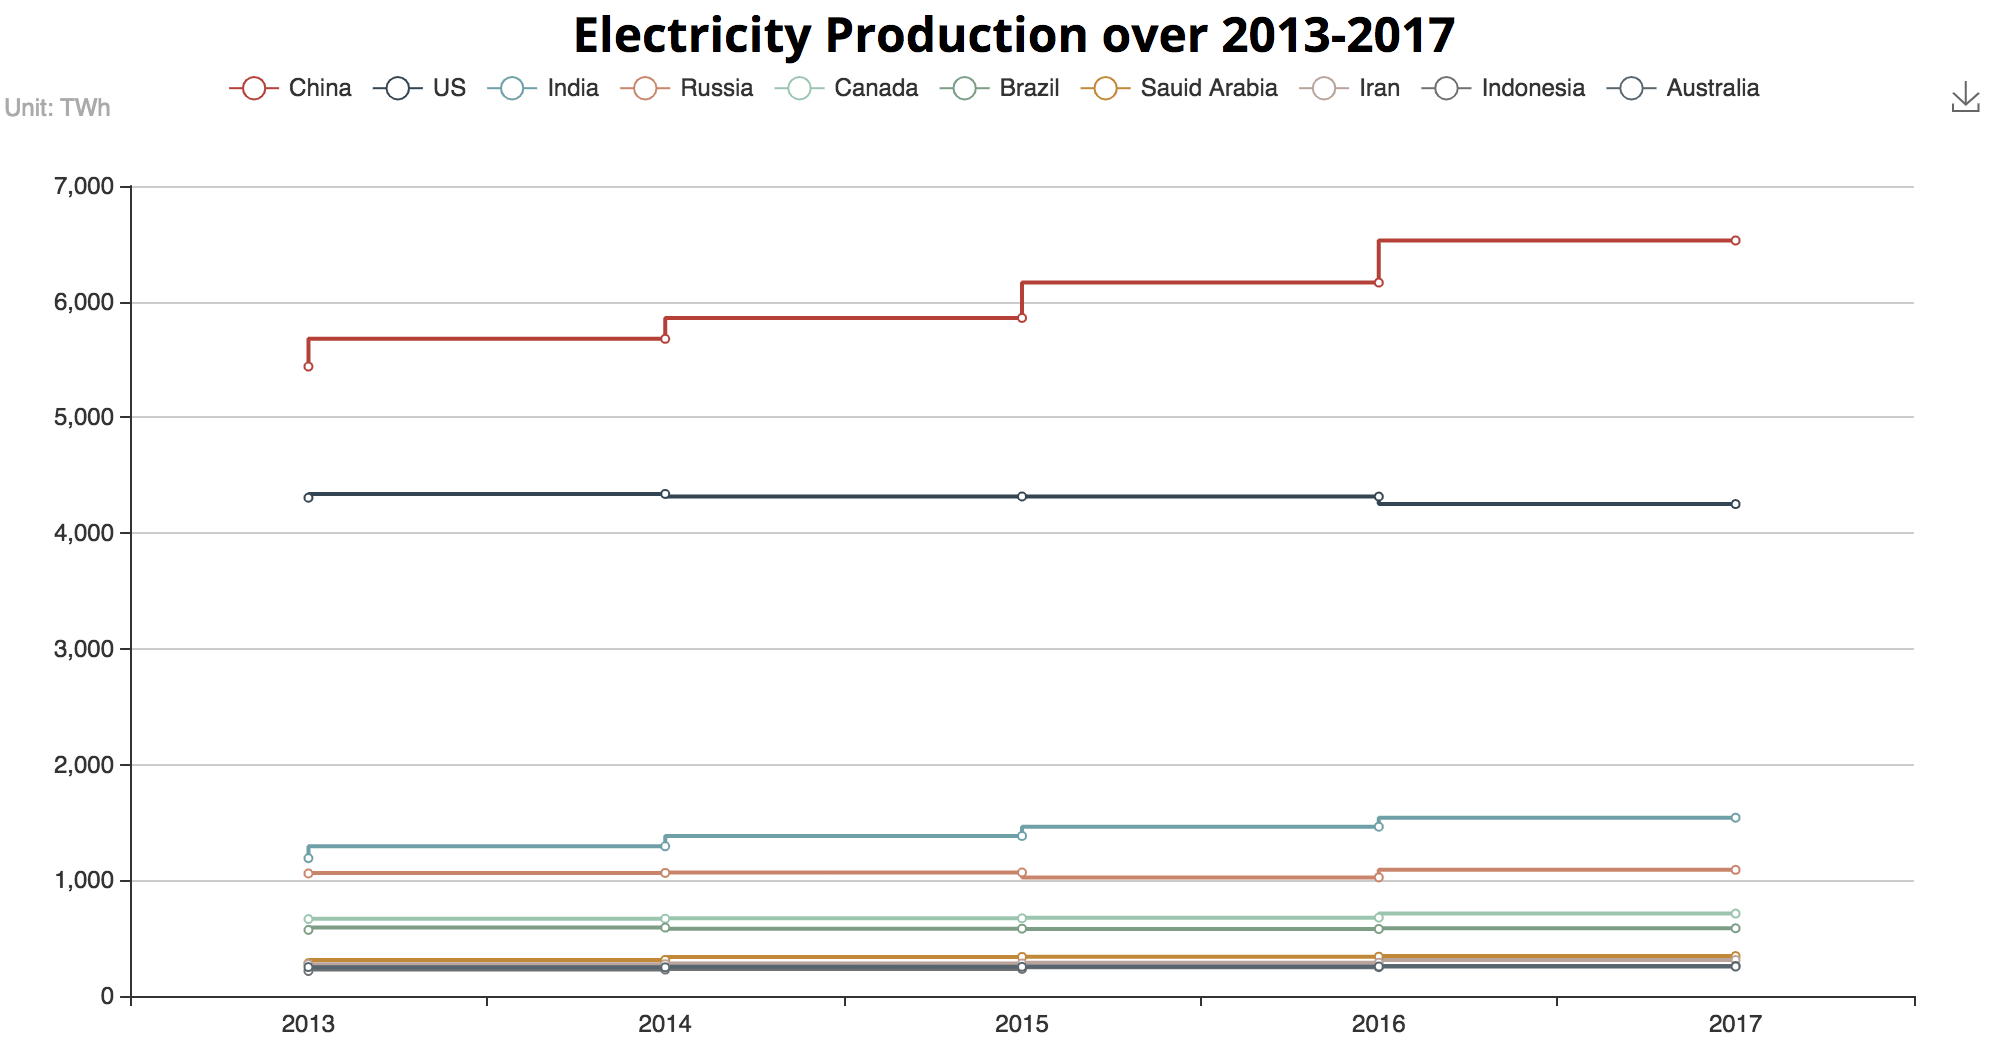 Electricity Production over 2013-2017
China US India Russia Canada Brazil Sauid Arabia Iran Indonesia Australia
Unit: TWh
7,000
6,000
5,000
4,000
3,000
2,000
1,000
0
2013 2014 2015 2016 2017